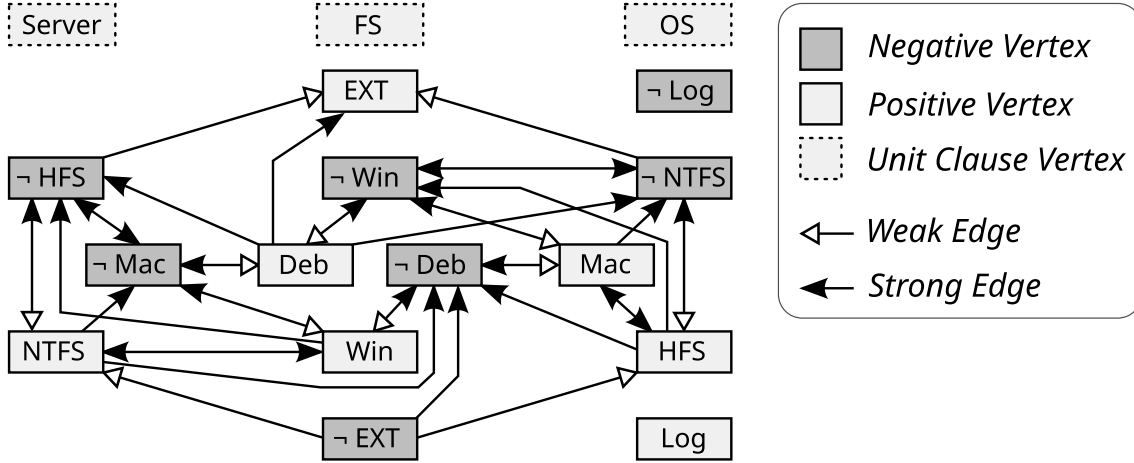 Server FS OS
EXT ¬ Log
¬ HFS ¬ Win ¬ NTFS
¬ Mac Deb ¬ Deb Mac
NTFS Win HFS
¬ EXT Log
Negative Vertex
Positive Vertex
Unit Clause Vertex
Weak Edge
Strong Edge